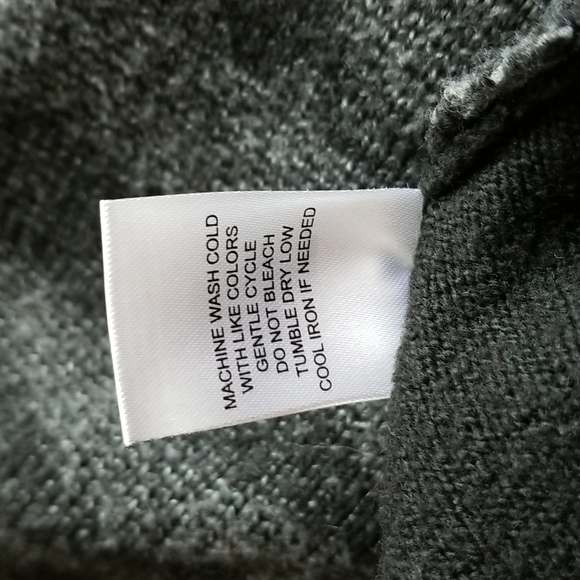 MACHINE WASH COLD
WITH LIKE COLORS
GENTLE CYCLE
DO NOT BLEACH
TUMBLE DRY LOW
COOL IRON IF NEEDED